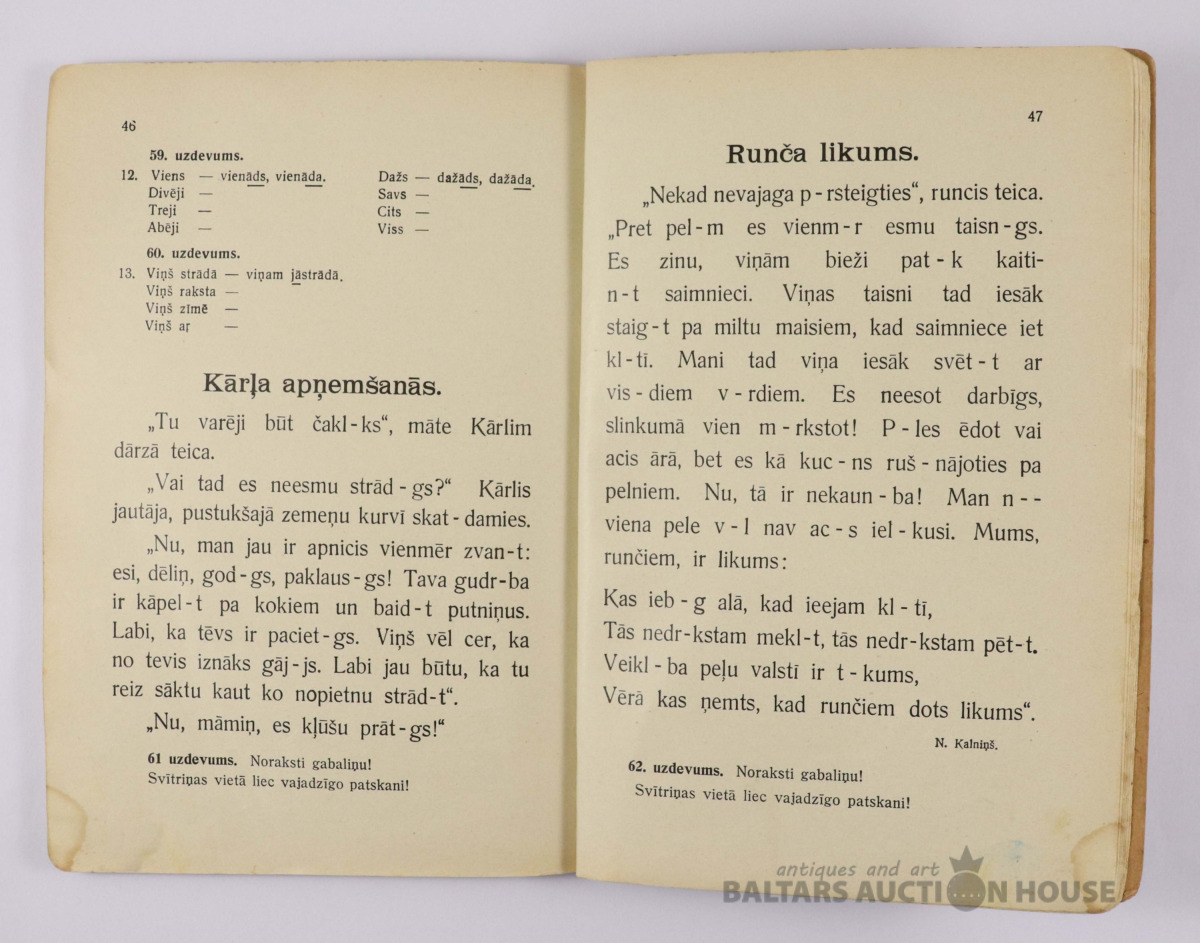 46
59. uzdevums.
12. Viens — vienāds, vienāda.
Divēji —
Treji —
Abēji —
Dažs — dažāds, dažāda.
Savs —
Cits —
Viss —
60. uzdevums.
13. Viņš strādā — viņam jāstrādā.
Viņš raksta —
Viņš zīmē —
Viņš ar —
Kārļa apņemšanās.
„Tu varēji būt čakl-ks“, māte Kārlim
dārzā teica.
„Vai tad es neesmu strād-gs?“ Kārlis
jautāja, pustukšajā zemeņu kurvī skat-damies.
„Nu, man jau ir apnicis vienmēr zvan-t:
esi, dēliņ, god-gs, paklaus-gs! Tava gudr-ba
ir kāpel-t pa kokiem un baid-t putniņus.
Labi, ka tēvs ir paciet-gs. Viņš vēl cer, ka
no tevis iznāks gāj-js. Labi jau būtu, ka tu
reiz sāktu kaut ko nopietnu strād-t“.
„Nu, māmiņ, es kļūšu prāt-gs!“
61 uzdevums. Noraksti gabaliņu!
Svītriņas vietā liec vajadzīgo patskani!
47
Runča likums.
„Nekad nevajaga p-rsteigties“, runcis teica.
„Pret pel-m es vienm-r esmu taisn-gs.
Es zinu, viņām bieži pat-k kaiti-
n-t saimnieci. Viņas taisni tad iesāk
staig-t pa miltu maisiem, kad saimniece iet
kl-tī. Mani tad viņa iesāk svēt-t ar
vis-diem v-rdiem. Es neesot darbīgs,
slinkumā vien m-rkstot! P-les ēdot vai
acis ārā, bet es kā kuc-ns ruš-nājoties pa
pelniem. Nu, tā ir nekaun-ba! Man n--
viena pele v-l nav ac-s iel-kusi. Mums,
runčiem, ir likums:
Kas ieb-g alā, kad ieejam kl-tī,
Tās nedr-kstam mekl-t, tās nedr-kstam pēt-t.
Veikl-ba peļu valstī ir t-kums,
Vērā kas ņemts, kad runčiem dots likums“.
N. Kalniņš.
62. uzdevums. Noraksti gabaliņu!
Svītriņas vietā liec vajadzīgo patskani!
antiques and art
BALTARS AUCTION HOUSE